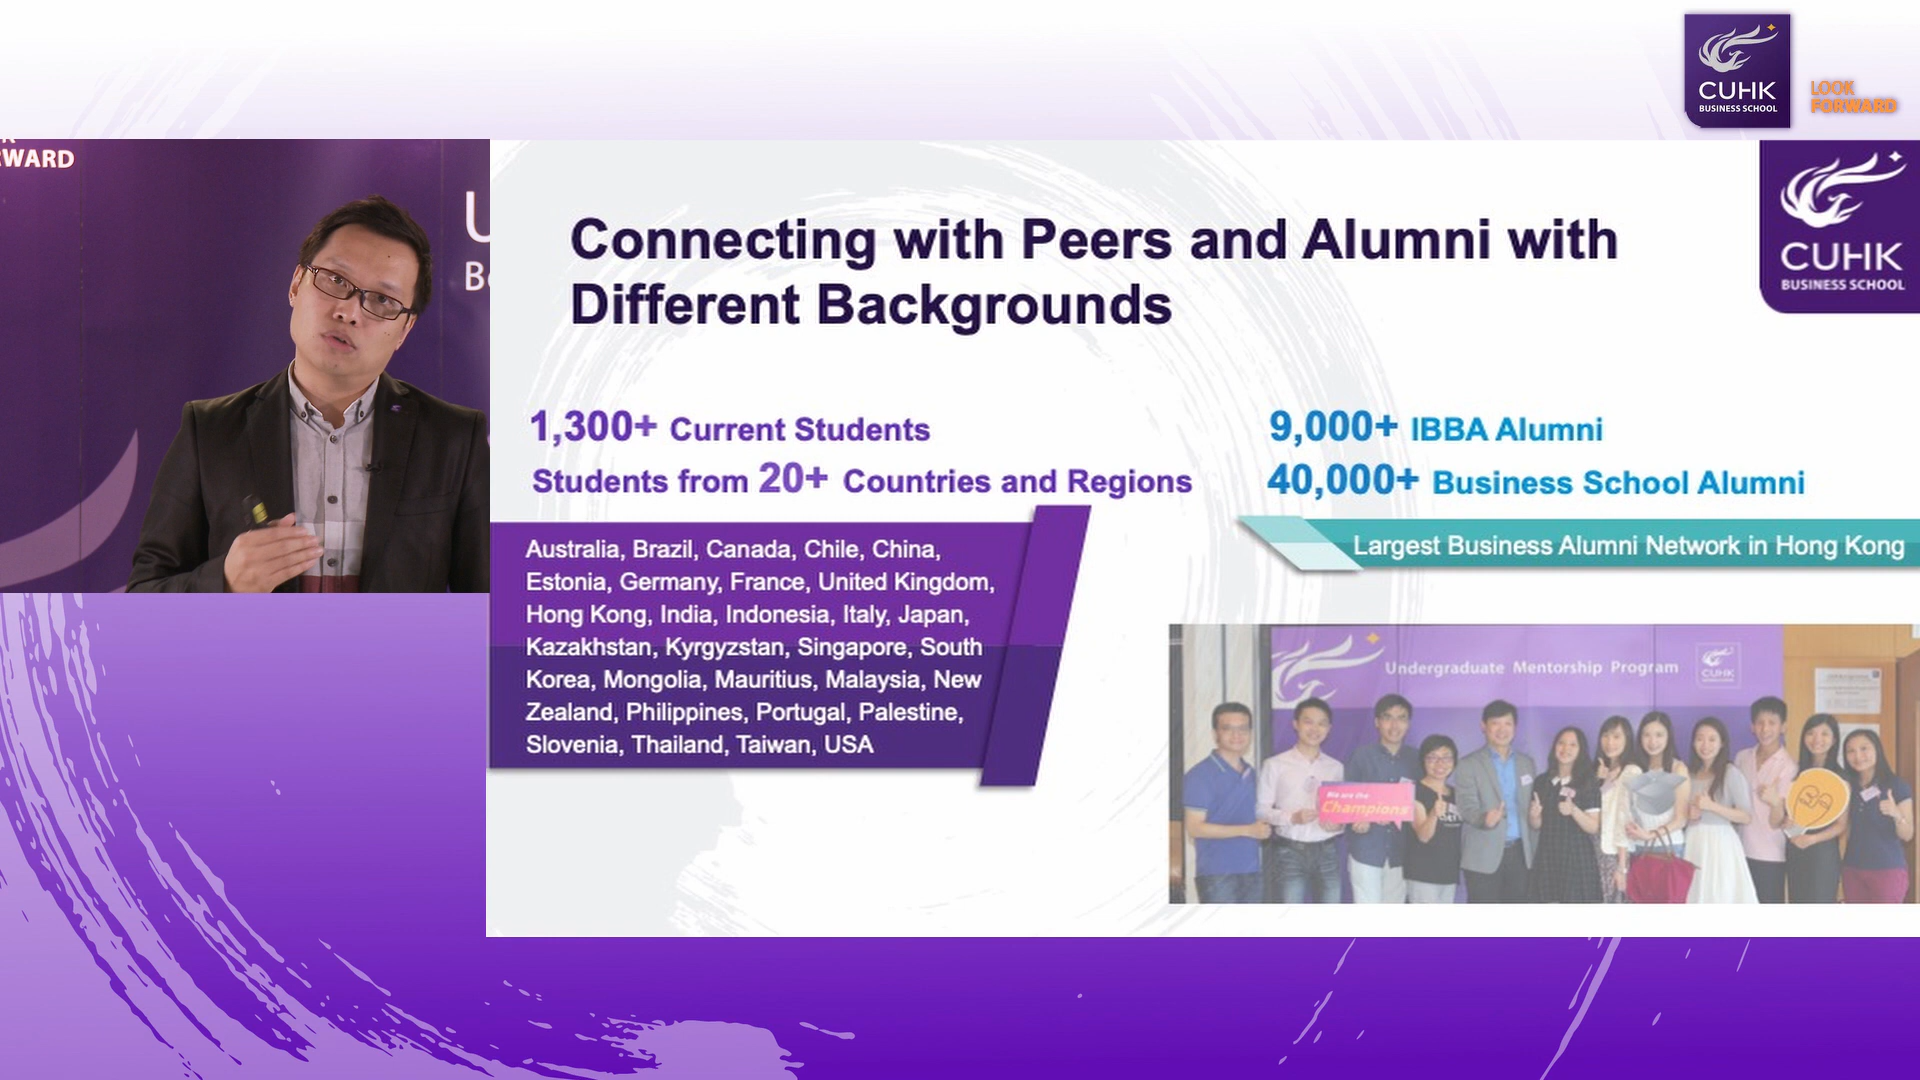 CUHK
BUSINESS SCHOOL
LOOK
FORWARD
WARD
CUHK
BUSINESS SCHOOL
Connecting with Peers and Alumni with
Different Backgrounds
1,300+ Current Students
Students from 20+ Countries and Regions
Australia, Brazil, Canada, Chile, China,
Estonia, Germany, France, United Kingdom,
Hong Kong, India, Indonesia, Italy, Japan,
Kazakhstan, Kyrgyzstan, Singapore, South
Korea, Mongolia, Mauritius, Malaysia, New
Zealand, Philippines, Portugal, Palestine,
Slovenia, Thailand, Taiwan, USA
9,000+ IBBA Alumni
40,000+ Business School Alumni
Largest Business Alumni Network in Hong Kong
Undergraduate Mentorship Program
CUHK
We are the
Champions